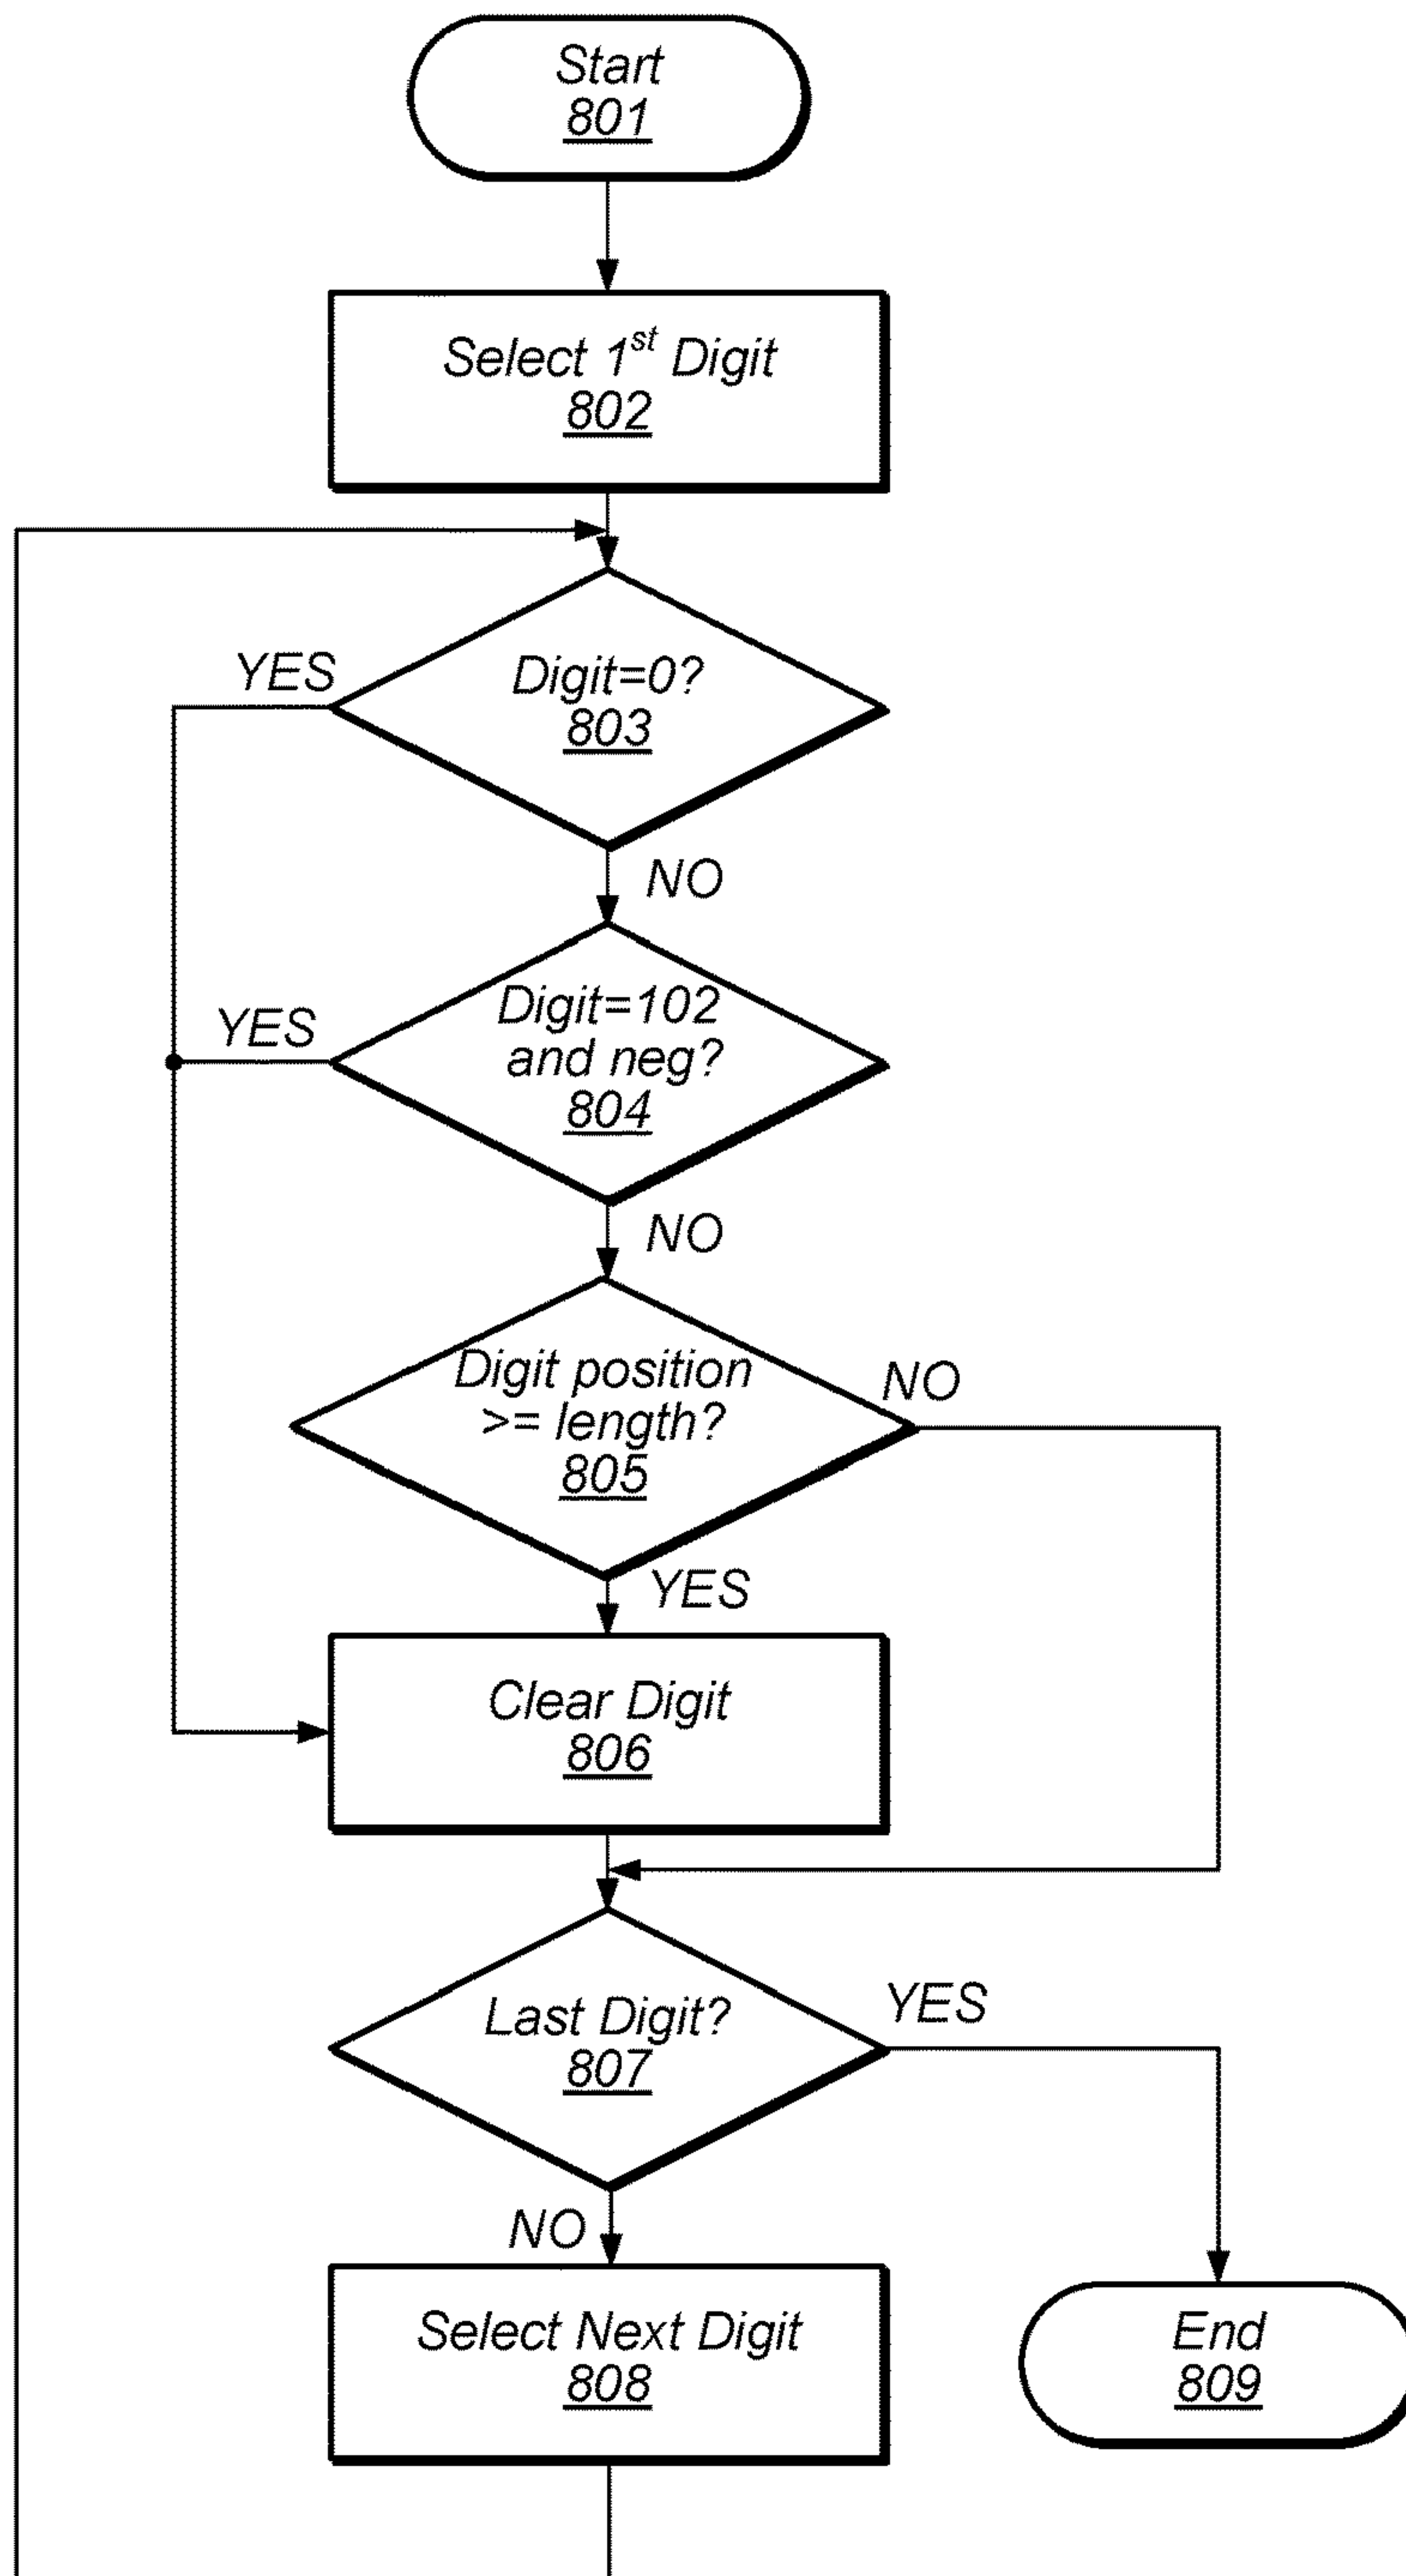 Start
801
Select 1st Digit
802
YES
Digit=0?
803
NO
YES
Digit=102
and neg?
804
NO
Digit position
>= length?
805
NO
YES
Clear Digit
806
Last Digit?
807
YES
NO
Select Next Digit
808
End
809